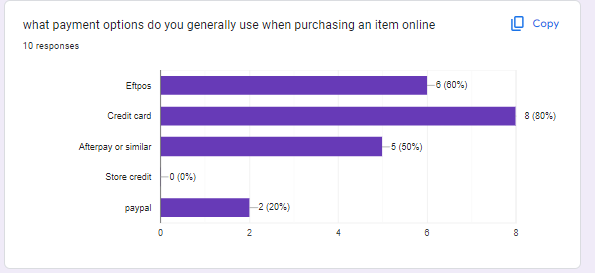 what payment options do you generally use when purchasing an item online
Copy
10 responses
Eftpos
6 (60%)
Credit card
8 (80%)
Afterpay or similar
5 (50%)
Store credit
0 (0%)
paypal
2 (20%)
0 2 4 6 8